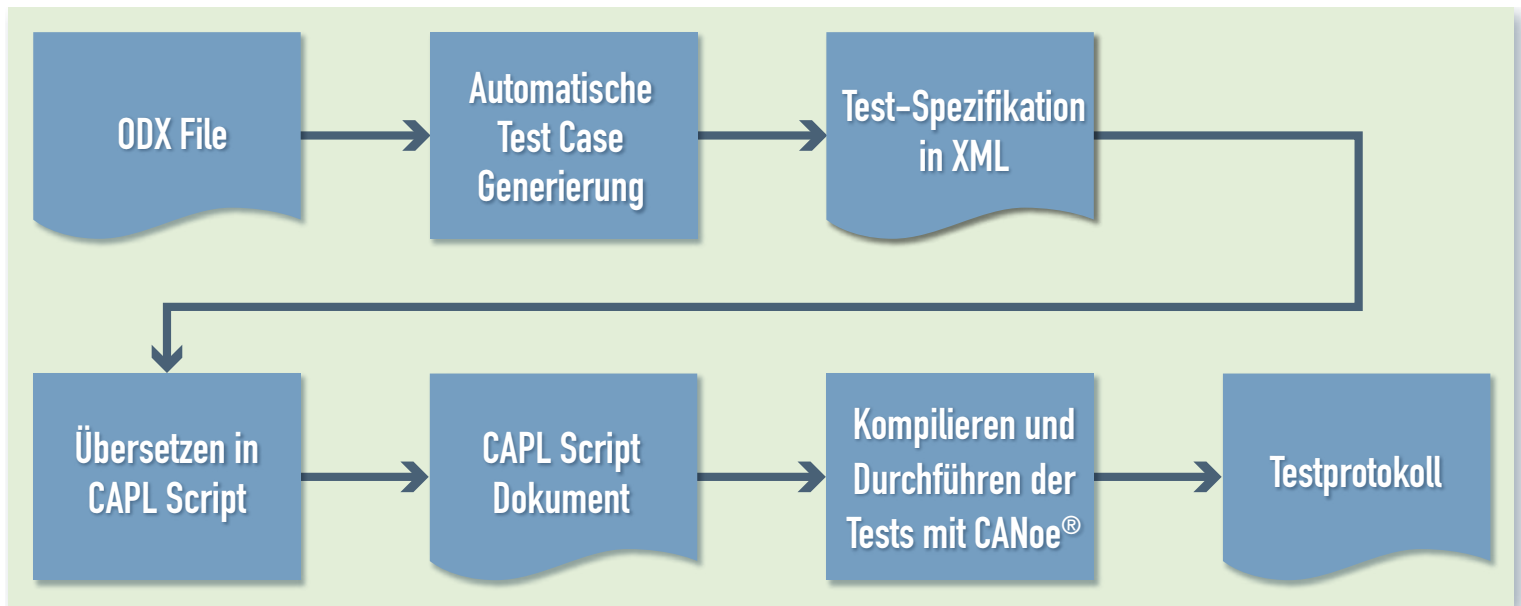 ODX File
Automatische
Test Case
Generierung
Test-Spezifikation
in XML
Übersetzen in
CAPL Script
CAPL Script
Dokument
Kompilieren und
Durchführen der
Tests mit CANoe®
Testprotokoll